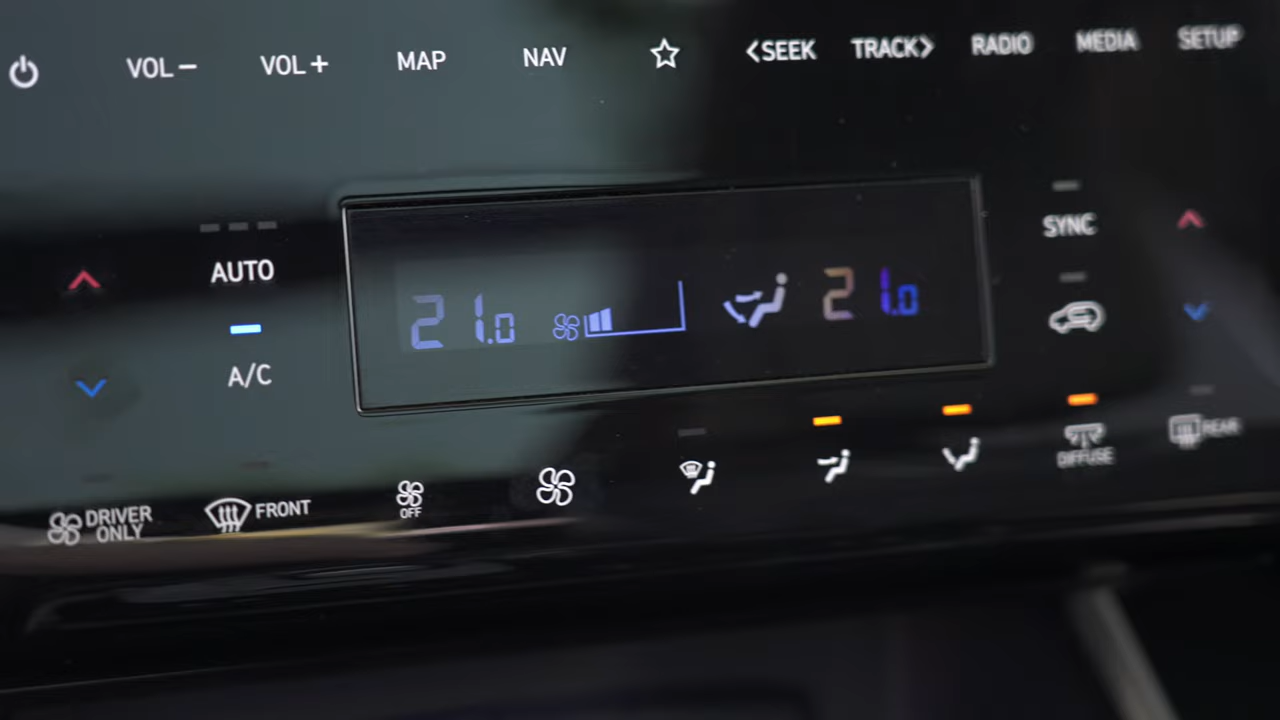 VOL− VOL+ MAP NAV <SEEK TRACK> RADIO MEDIA SETUP
AUTO SYNC
21.0 21.0
A/C
DRIVER ONLY FRONT OFF DIFFUSE REAR